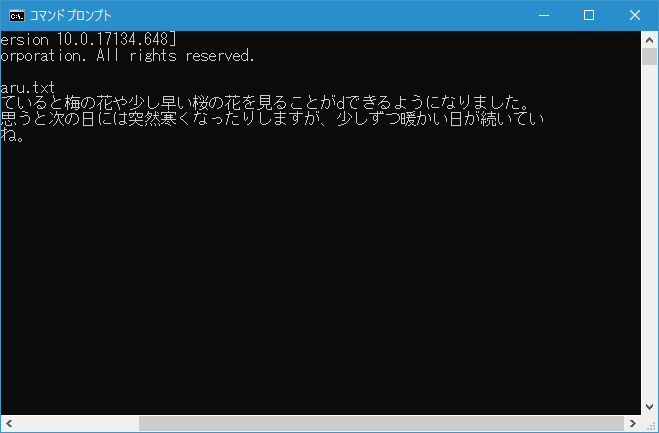 コマンドプロンプト
ersion 10.0.17134.648]
orporation. All rights reserved.
aru.txt
ていると梅の花や少し早い桜の花を見ることがdできるようになりました。
思うと次の日には突然寒くなったりしますが、少しずつ暖かい日が続いてい
ね。